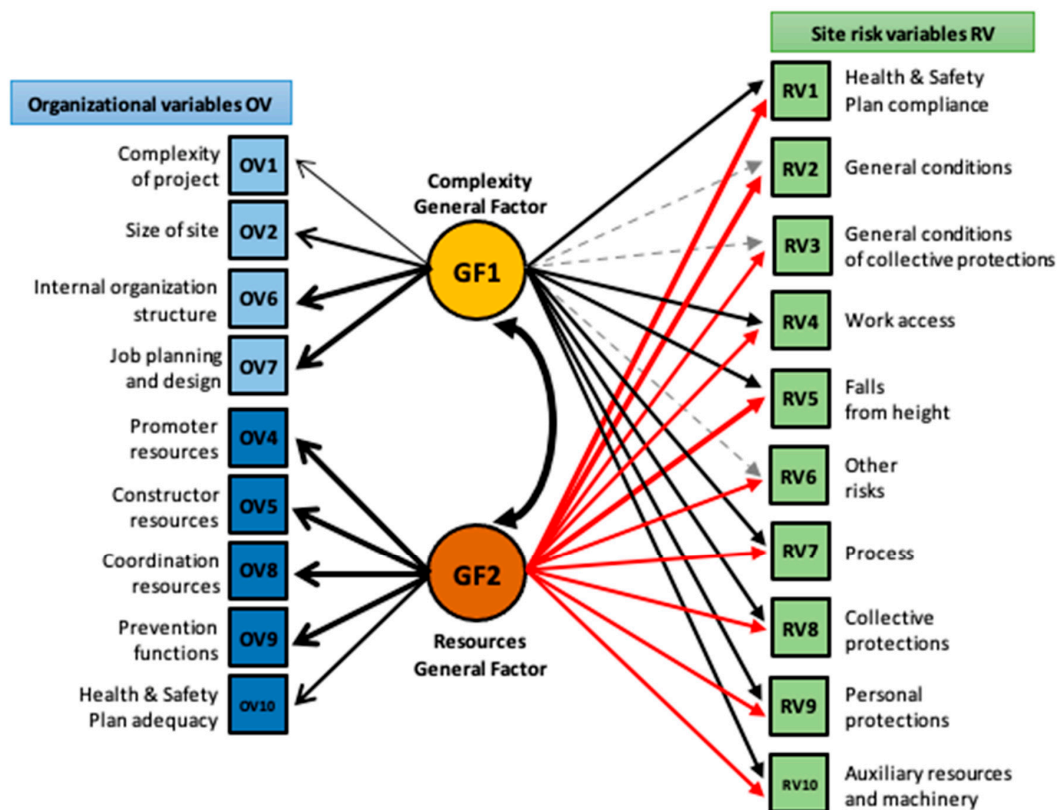 Organizational variables OV
Complexity
of project
OV1
Size of site
OV2
Internal organization
structure
OV6
Job planning
and design
OV7
Promoter
resources
OV4
Constructor
resources
OV5
Coordination
resources
OV8
Prevention
functions
OV9
Health & Safety
Plan adequacy
OV10
Complexity
General Factor
GF1
GF2
Resources
General Factor
Site risk variables RV
RV1
Health & Safety
Plan compliance
RV2
General conditions
RV3
General conditions
of collective protections
RV4
Work access
RV5
Falls
from height
RV6
Other
risks
RV7
Process
RV8
Collective
protections
RV9
Personal
protections
RV10
Auxiliary resources
and machinery